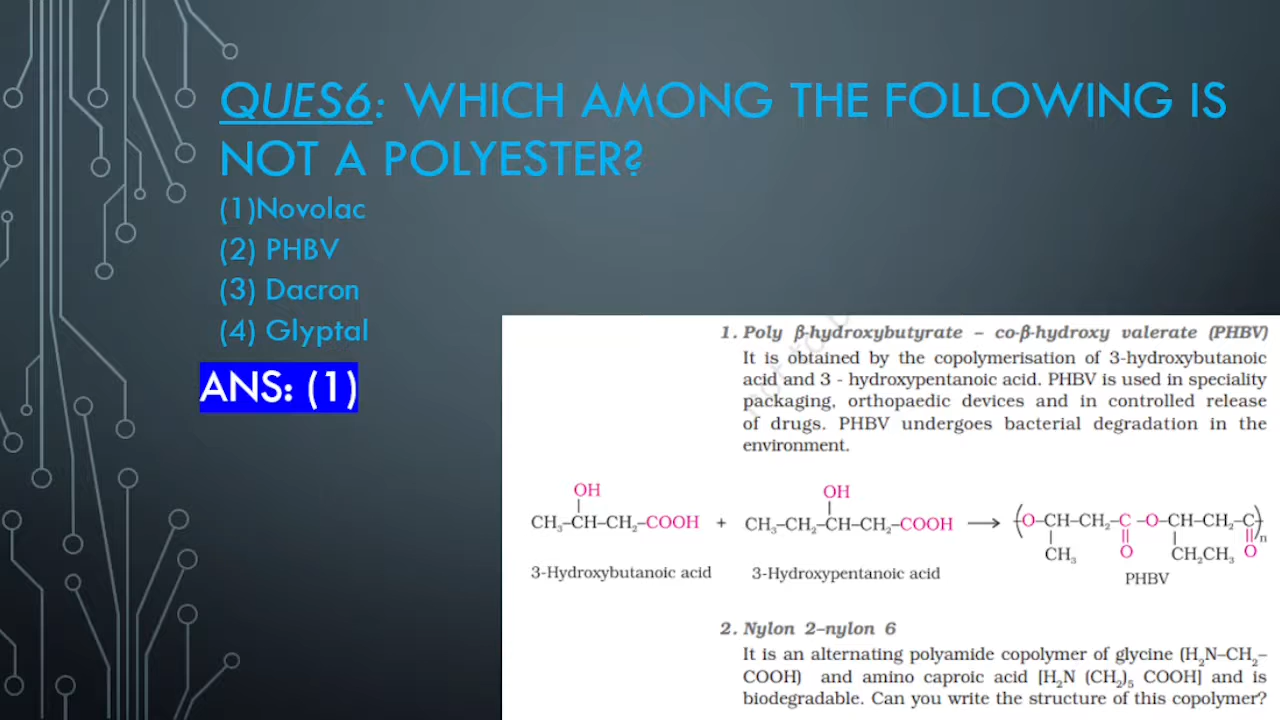 QUES6: WHICH AMONG THE FOLLOWING IS
NOT A POLYESTER?
(1)Novolac
(2) PHBV
(3) Dacron
(4) Glyptal
ANS: (1)
1. Poly β-hydroxybutyrate – co-β-hydroxy valerate (PHBV)
It is obtained by the copolymerisation of 3-hydroxybutanoic
acid and 3 - hydroxypentanoic acid. PHBV is used in speciality
packaging, orthopaedic devices and in controlled release
of drugs. PHBV undergoes bacterial degradation in the
environment.
OH OH
CH₃–CH–CH₂–COOH + CH₃–CH₂–CH–CH₂–COOH ⟶ (O–CH–CH₂–C–O–CH–CH₂–C)n
CH₃ O CH₂CH₃ O
3-Hydroxybutanoic acid 3-Hydroxypentanoic acid PHBV
2. Nylon 2–nylon 6
It is an alternating polyamide copolymer of glycine (H₂N–CH₂–
COOH) and amino caproic acid [H₂N (CH₂)₅ COOH] and is
biodegradable. Can you write the structure of this copolymer?